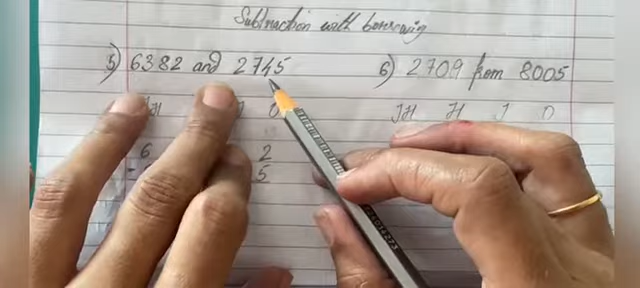 Subtraction with borrowing
5) 6382 and 2745
6) 2709 from 8005
TH H T O
6 2
- 5